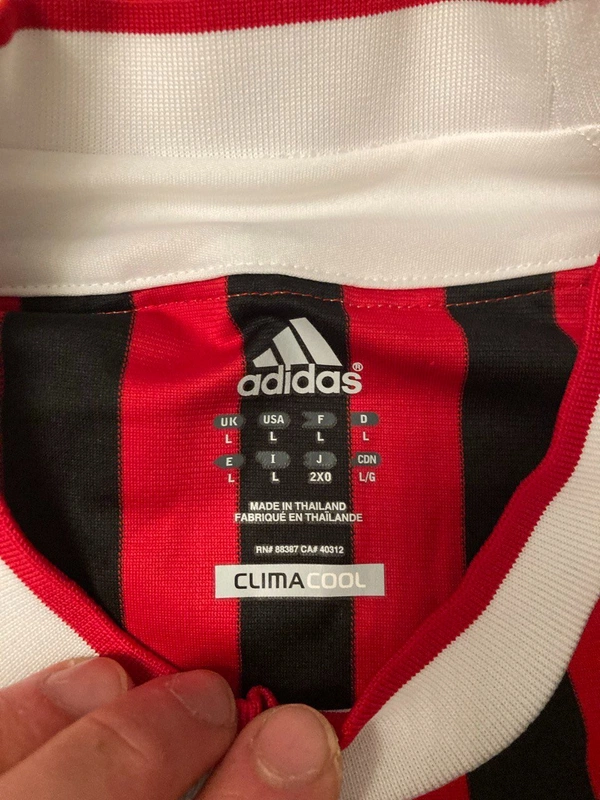 adidas®
UK USA F D
L L L L
E I J CDN
L L 2XO L/G
MADE IN THAILAND
FABRIQUÉ EN THAÏLANDE
RN# 88387 CA# 40312
CLIMACOOL